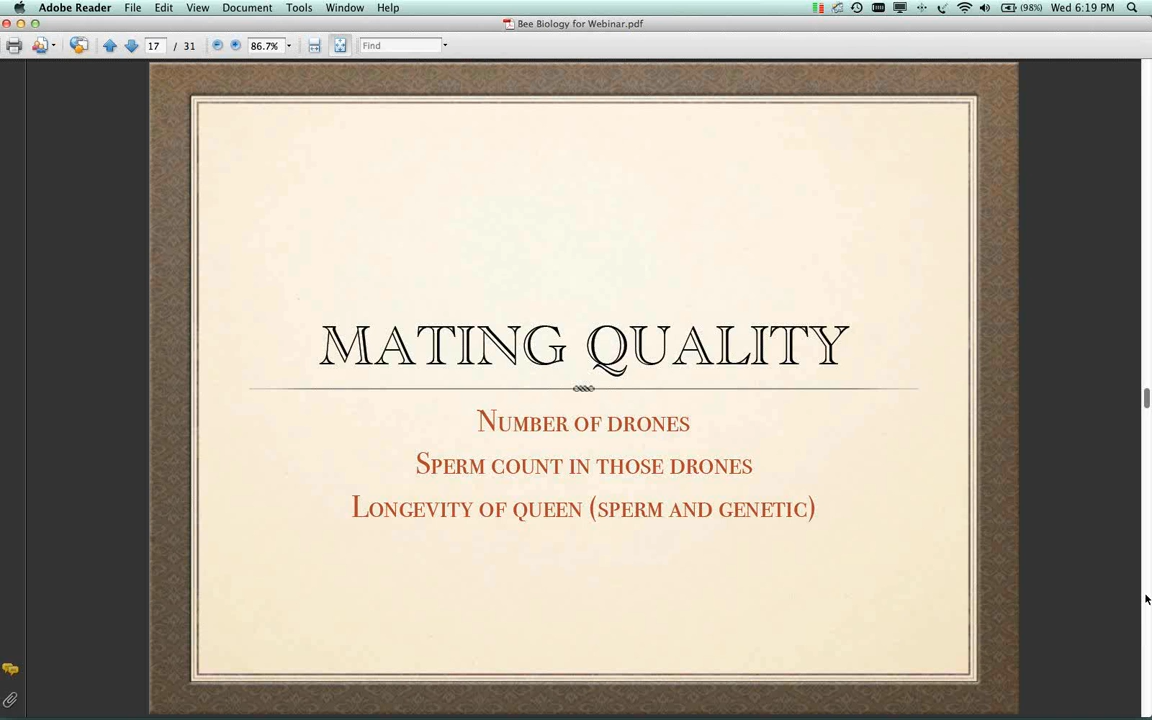 Adobe Reader File Edit View Document Tools Window Help (98%) Wed 6:19 PM
Bee Biology for Webinar.pdf
17 / 31 86.7% Find
MATING QUALITY
Number of drones
Sperm count in those drones
Longevity of queen (sperm and genetic)